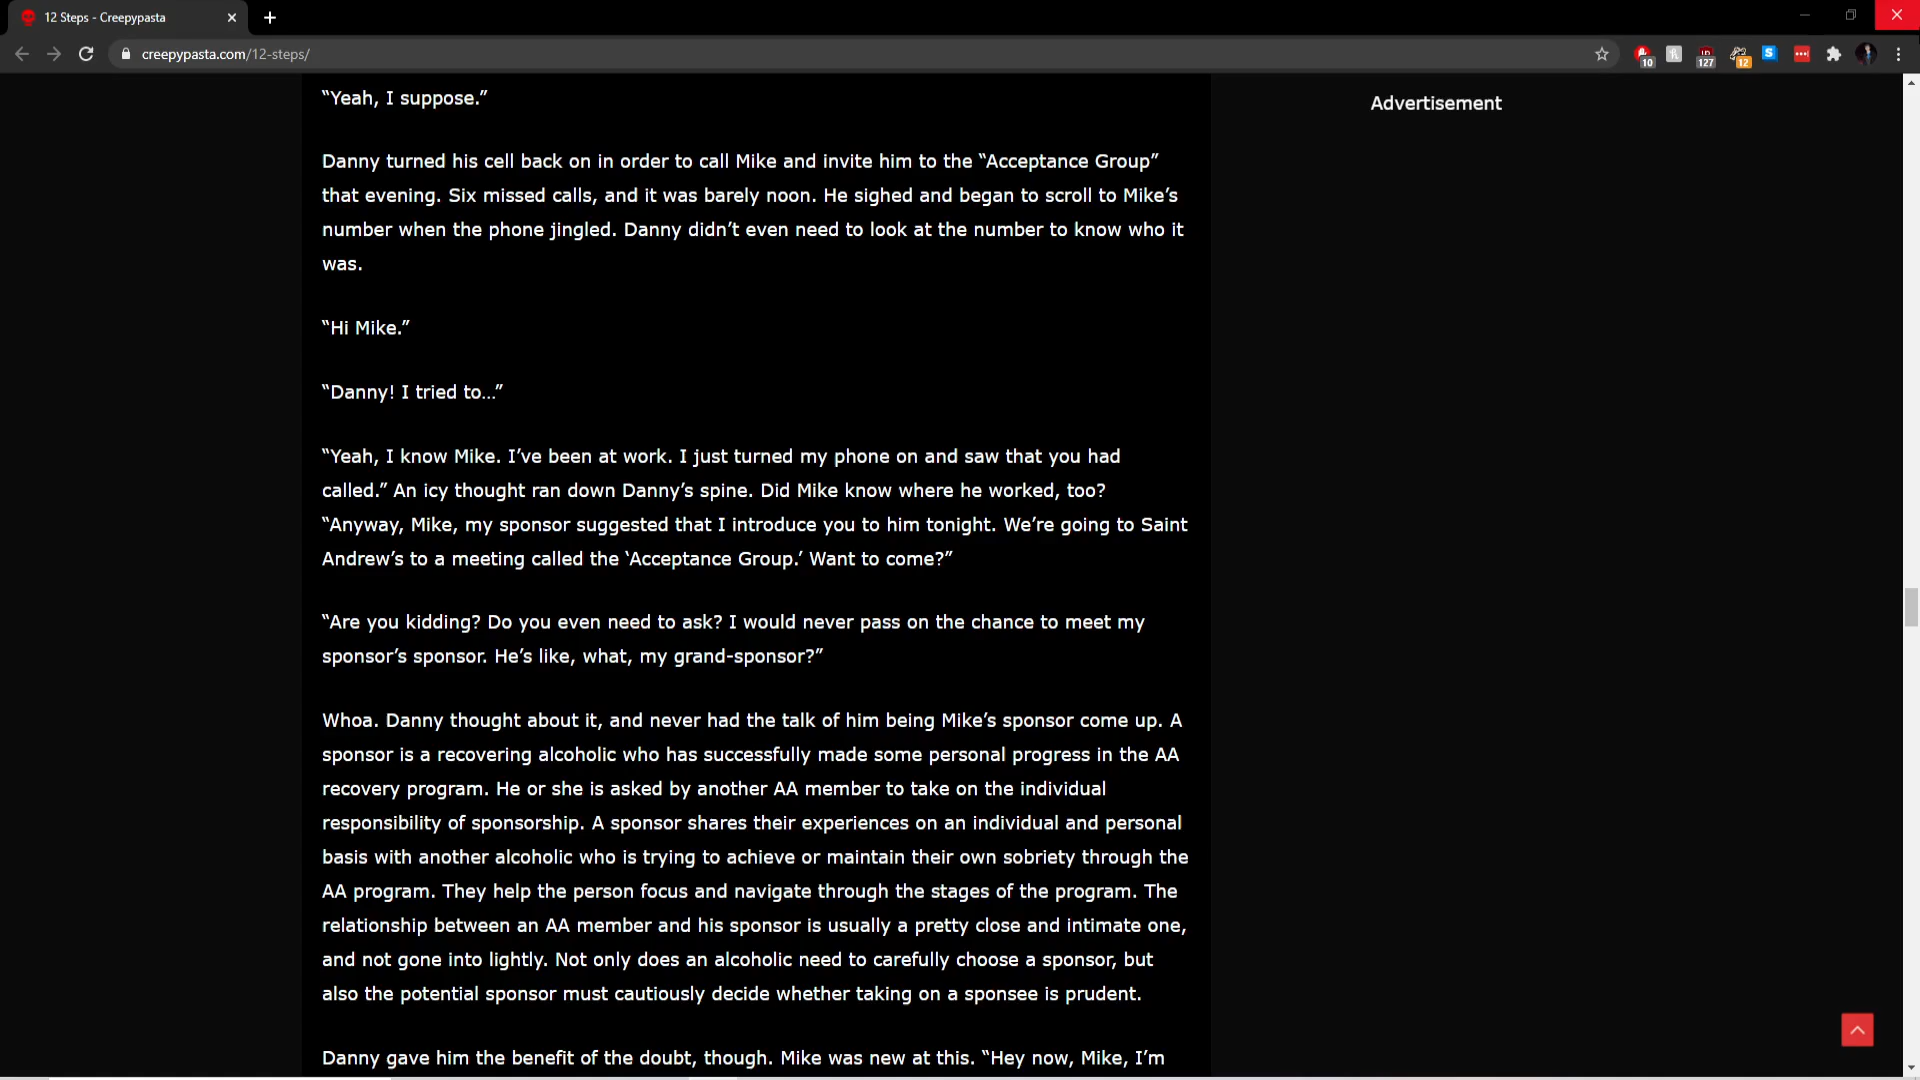 12 Steps - Creepypasta
creepypasta.com/12-steps/
10
127
12
“Yeah, I suppose.”
Advertisement
Danny turned his cell back on in order to call Mike and invite him to the “Acceptance Group”
that evening. Six missed calls, and it was barely noon. He sighed and began to scroll to Mike’s
number when the phone jingled. Danny didn’t even need to look at the number to know who it
was.
“Hi Mike.”
“Danny! I tried to…”
“Yeah, I know Mike. I’ve been at work. I just turned my phone on and saw that you had
called.” An icy thought ran down Danny’s spine. Did Mike know where he worked, too?
“Anyway, Mike, my sponsor suggested that I introduce you to him tonight. We’re going to Saint
Andrew’s to a meeting called the ‘Acceptance Group.’ Want to come?”
“Are you kidding? Do you even need to ask? I would never pass on the chance to meet my
sponsor’s sponsor. He’s like, what, my grand-sponsor?”
Whoa. Danny thought about it, and never had the talk of him being Mike’s sponsor come up. A
sponsor is a recovering alcoholic who has successfully made some personal progress in the AA
recovery program. He or she is asked by another AA member to take on the individual
responsibility of sponsorship. A sponsor shares their experiences on an individual and personal
basis with another alcoholic who is trying to achieve or maintain their own sobriety through the
AA program. They help the person focus and navigate through the stages of the program. The
relationship between an AA member and his sponsor is usually a pretty close and intimate one,
and not gone into lightly. Not only does an alcoholic need to carefully choose a sponsor, but
also the potential sponsor must cautiously decide whether taking on a sponsee is prudent.
Danny gave him the benefit of the doubt, though. Mike was new at this. “Hey now, Mike, I’m